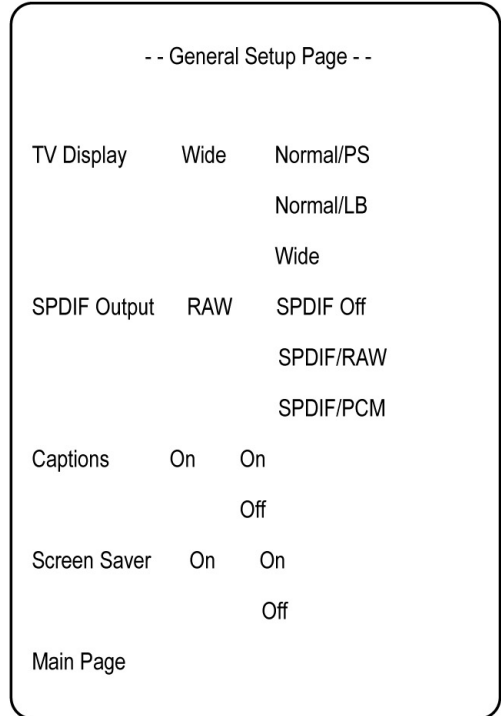 - - General Setup Page - -
TV Display Wide Normal/PS
Normal/LB
Wide
SPDIF Output RAW SPDIF Off
SPDIF/RAW
SPDIF/PCM
Captions On On
Off
Screen Saver On On
Off
Main Page